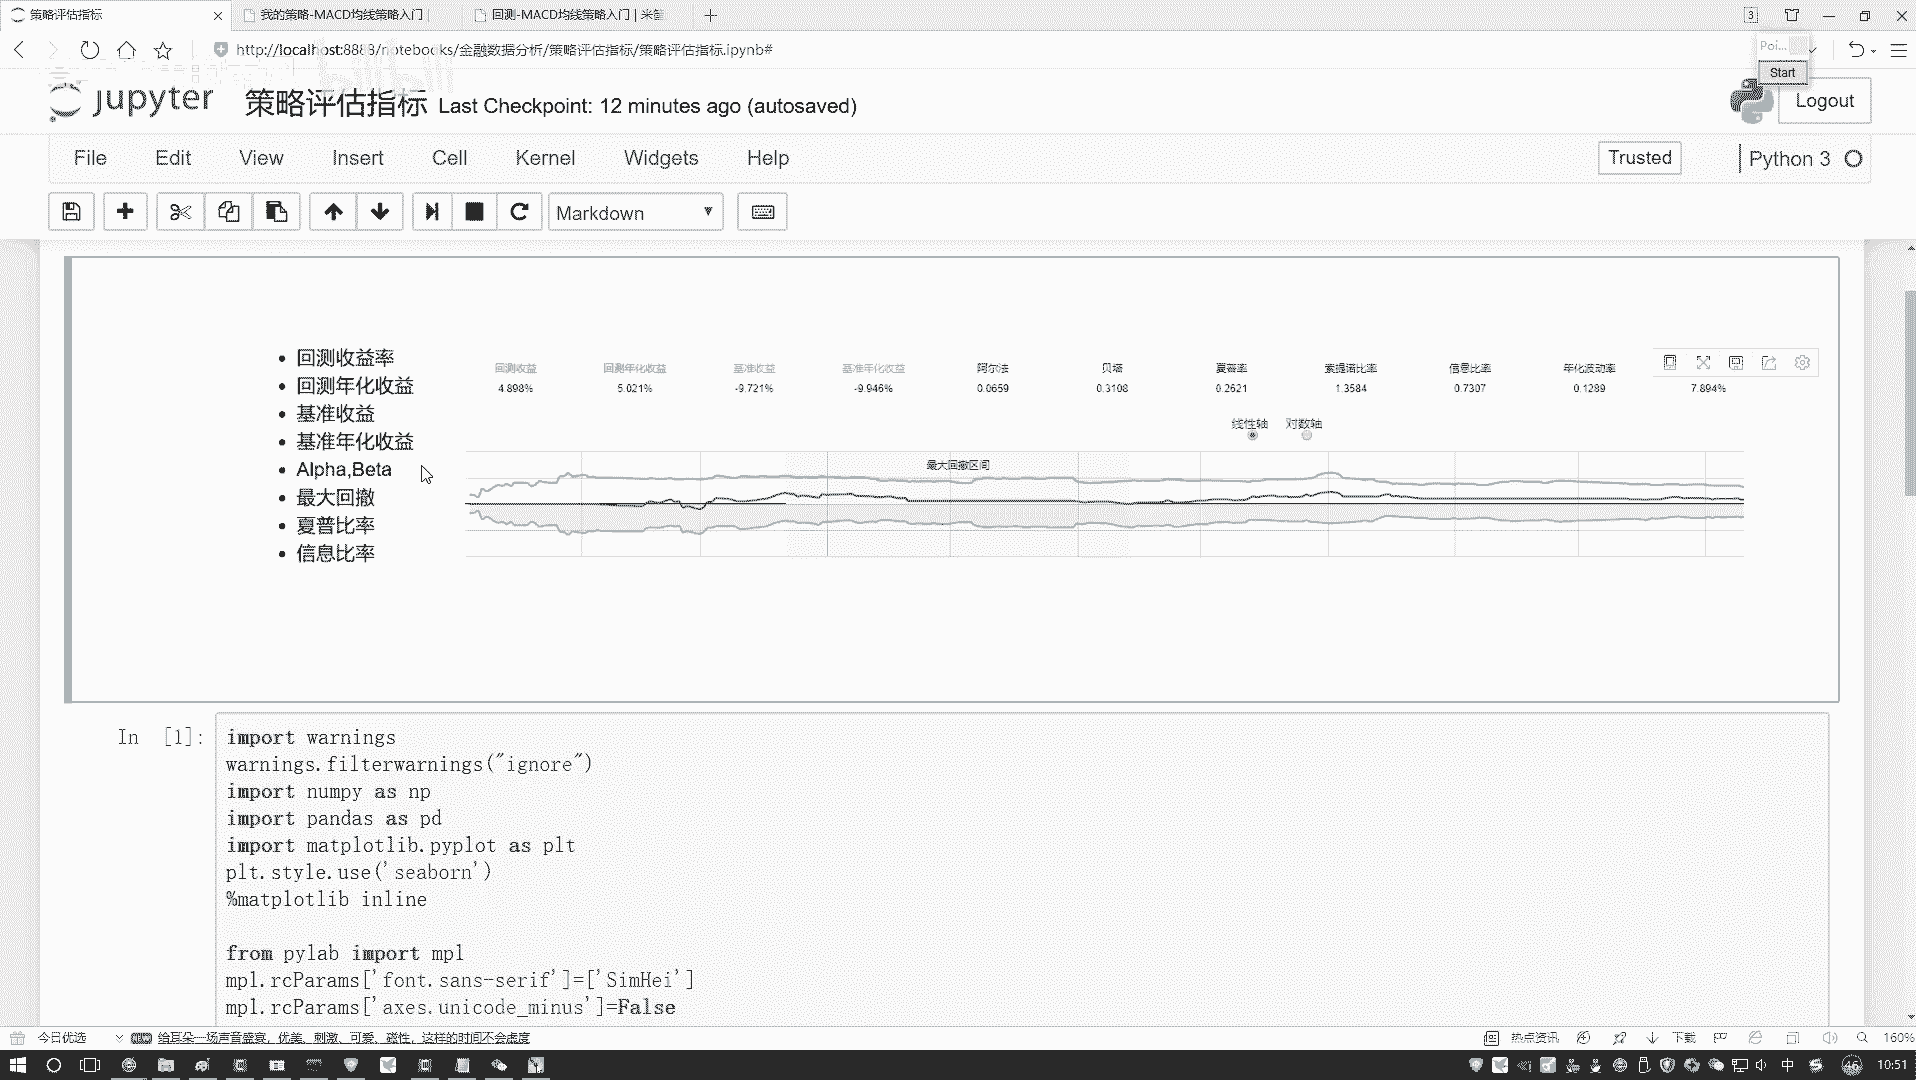 策略评估指标
我的策略-MACD均线策略入门 |
回测-MACD均线策略入门 | 米筐
3
http://localhost:8888/notebooks/金融数据分析/策略评估指标/策略评估指标.ipynb#
Poi...
Start
jupyter 策略评估指标 Last Checkpoint: 12 minutes ago (autosaved)
Logout
File Edit View Insert Cell Kernel Widgets Help
Trusted
Python 3
Markdown
回测收益率
回测年化收益
基准收益
基准年化收益
Alpha,Beta
最大回撤
夏普比率
信息比率
回测收益 回测年化收益 基准收益 基准年化收益 阿尔法 贝塔 夏普率 索提诺比率 信息比率 年化波动率
4.898% 5.021% -9.721% -9.946% 0.0659 0.3108 0.2621 1.3584 0.7307 0.1289 7.894%
线性轴 对数轴
最大回撤区间
In [1]:
import warnings
warnings.filterwarnings("ignore")
import numpy as np
import pandas as pd
import matplotlib.pyplot as plt
plt.style.use('seaborn')
%matplotlib inline
from pylab import mpl
mpl.rcParams['font.sans-serif']=['SimHei']
mpl.rcParams['axes.unicode_minus']=False
今日优选
给耳朵一场声音盛宴，优美、刺激、可爱、磁性，这样的时间不会虚度
热点资讯
下载
160%
中
46
10:51